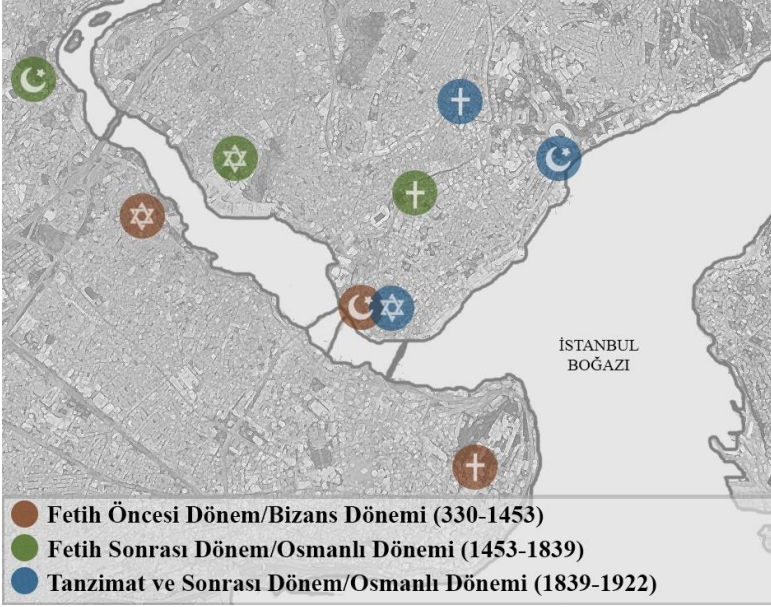 İSTANBUL
BOĞAZI
Fetih Öncesi Dönem/Bizans Dönemi (330-1453)
Fetih Sonrası Dönem/Osmanlı Dönemi (1453-1839)
Tanzimat ve Sonrası Dönem/Osmanlı Dönemi (1839-1922)